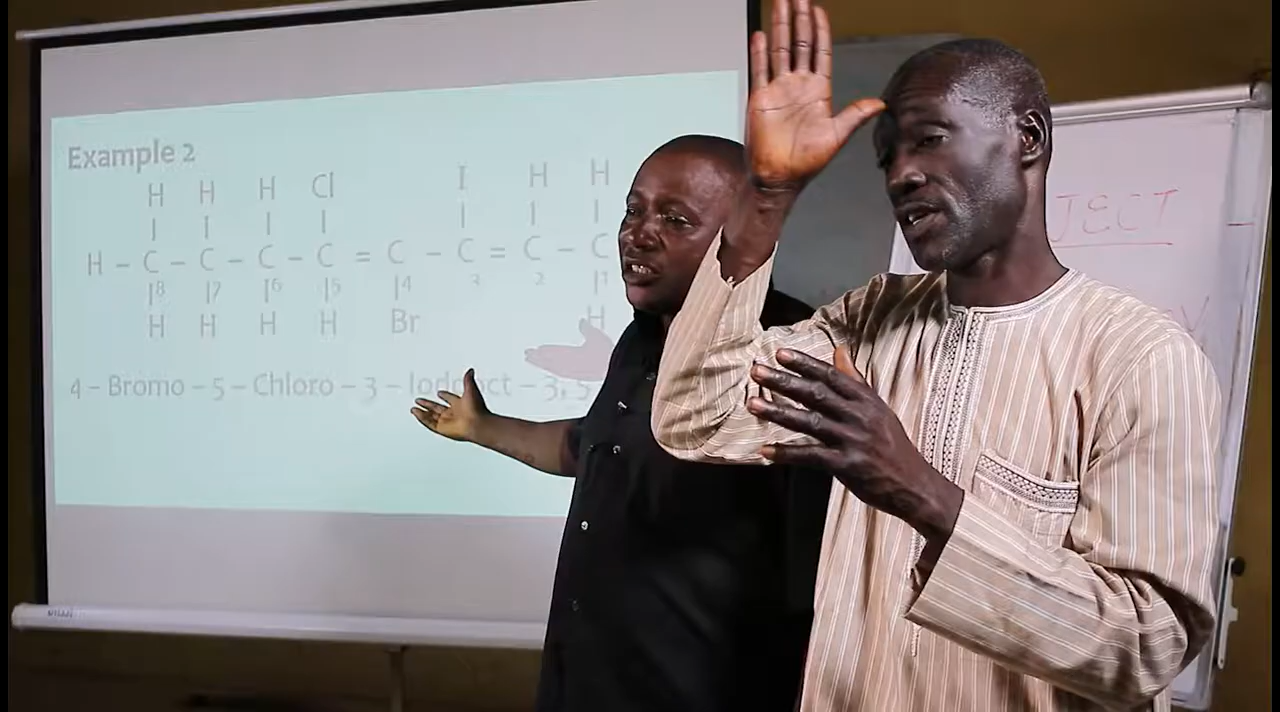 Example 2
H H H Cl I H H
| | | | | | |
H – C – C – C – C = C – C = C – C
|8 |7 |6 |5 |4 3 2 |1
H H H H Br H
4 – Bromo – 5 – Chloro – 3 – Iodooct – 3, 5
JECT